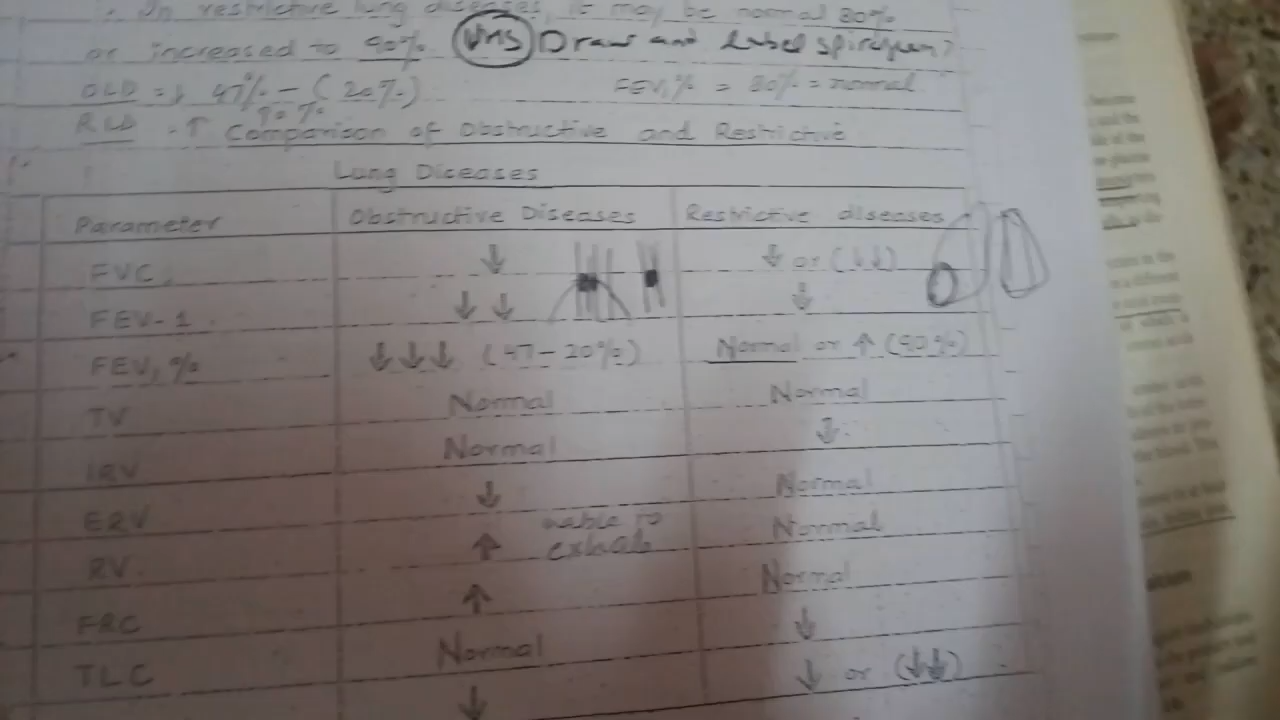 . In restrictive lung diseases, it may be normal 80%
or increased to 90%. UHS Draw and Label spirogram?
OLD = ↓ 47% - (20%) FEV,% = 80% = normal.
90%
RLD . ↑ Comparison of Obstructive and Restrictive
Lung Diseases
Parameter Obstructive Diseases Restrictive diseases
FVC. ↓ ↓ or (↓↓)
FEV-1. ↓ ↓ ↓
FEV,% ↓ ↓ ↓ (47-20%) Normal or ↑ (90%)
TV Normal Normal
IRV Normal ↓.
ERV ↓ Normal
RV. ↑ unable to exhale Normal
FRC ↑ Normal
TLC Normal ↓
↓ ↓ or (↓↓)